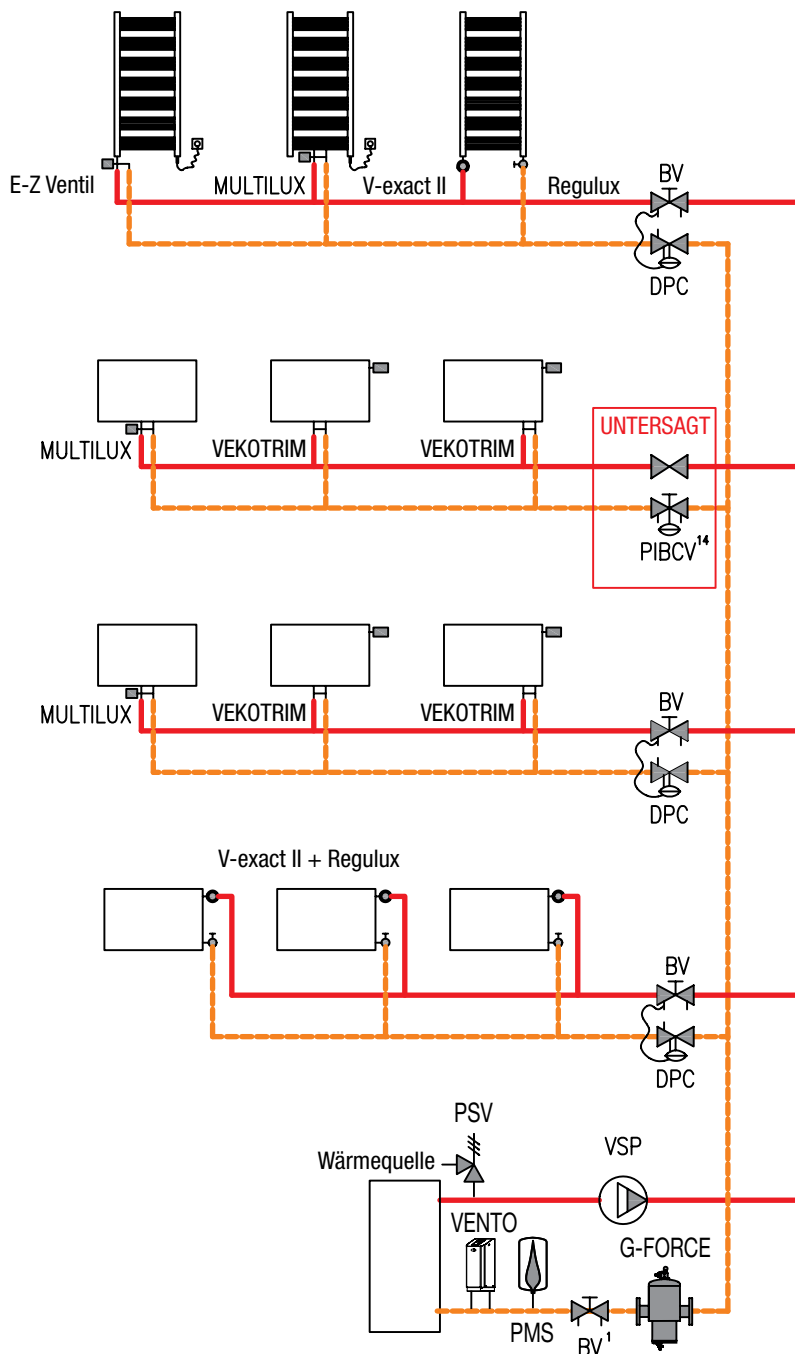 E-Z Ventil
MULTILUX
V-exact II
Regulux
BV
DPC
MULTILUX
VEKOTRIM
VEKOTRIM
UNTERSAGT
PIBCV¹⁴
MULTILUX
VEKOTRIM
VEKOTRIM
BV
DPC
V-exact II + Regulux
BV
DPC
PSV
Wärmequelle
VSP
VENTO
G-FORCE
PMS
BV¹